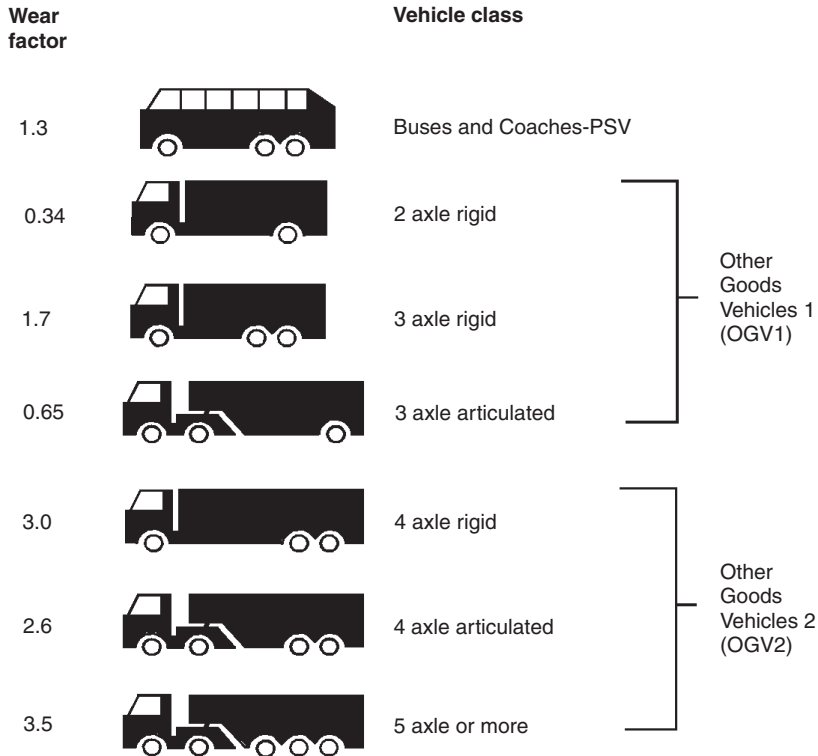 Wear
factor
Vehicle class
1.3
Buses and Coaches-PSV
0.34
2 axle rigid
1.7
3 axle rigid
0.65
3 axle articulated
Other
Goods
Vehicles 1
(OGV1)
3.0
4 axle rigid
2.6
4 axle articulated
3.5
5 axle or more
Other
Goods
Vehicles 2
(OGV2)